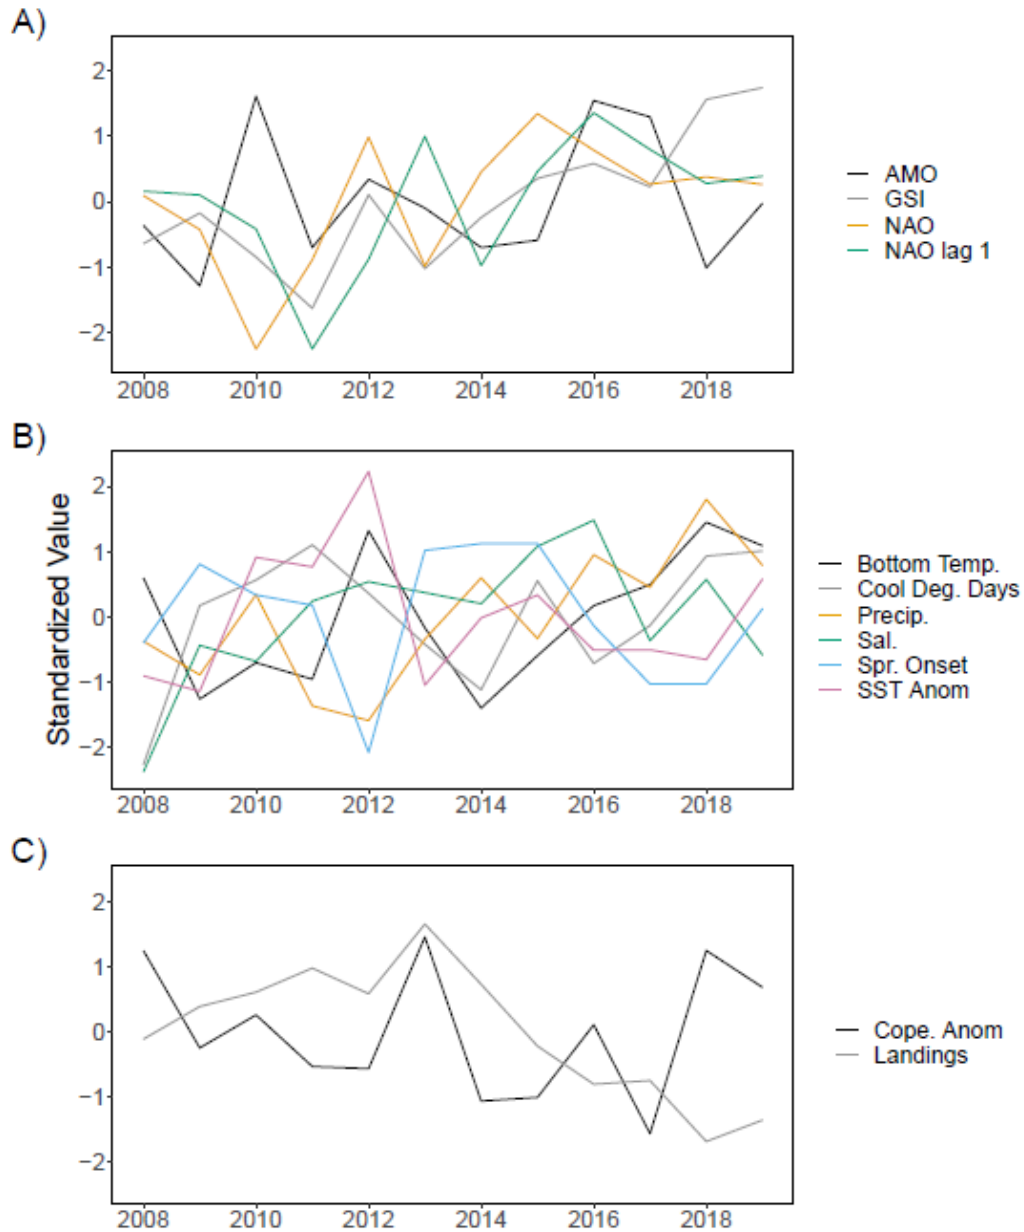 A)
2
1
0
−1
−2
2008 2010 2012 2014 2016 2018
AMO
GSI
NAO
NAO lag 1
B)
Standardized Value
2
1
0
−1
−2
2008 2010 2012 2014 2016 2018
Bottom Temp.
Cool Deg. Days
Precip.
Sal.
Spr. Onset
SST Anom
C)
2
1
0
−1
−2
2008 2010 2012 2014 2016 2018
Cope. Anom
Landings